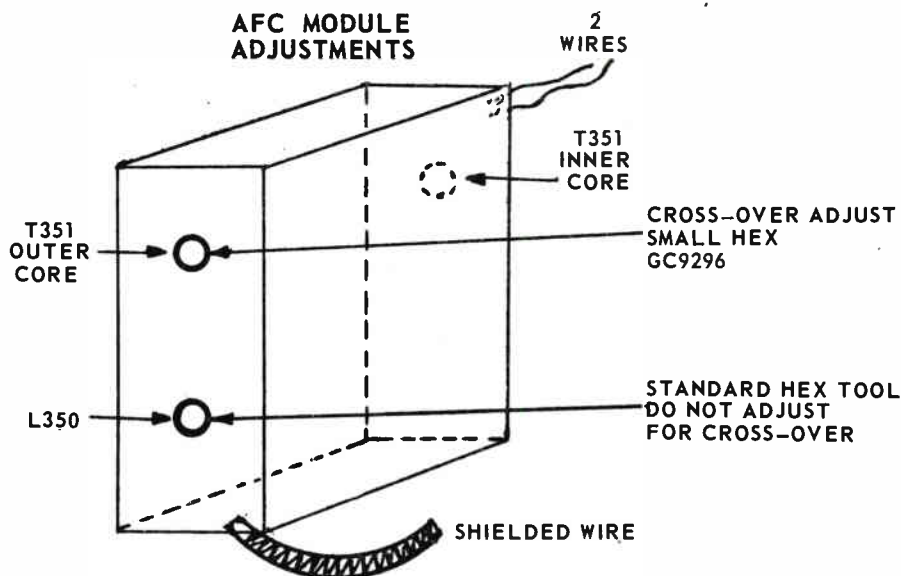 AFC MODULE
ADJUSTMENTS
2
WIRES
T351
INNER
CORE
T351
OUTER
CORE
CROSS-OVER ADJUST
SMALL HEX
GC9296
L350
STANDARD HEX TOOL
DO NOT ADJUST
FOR CROSS-OVER
SHIELDED WIRE